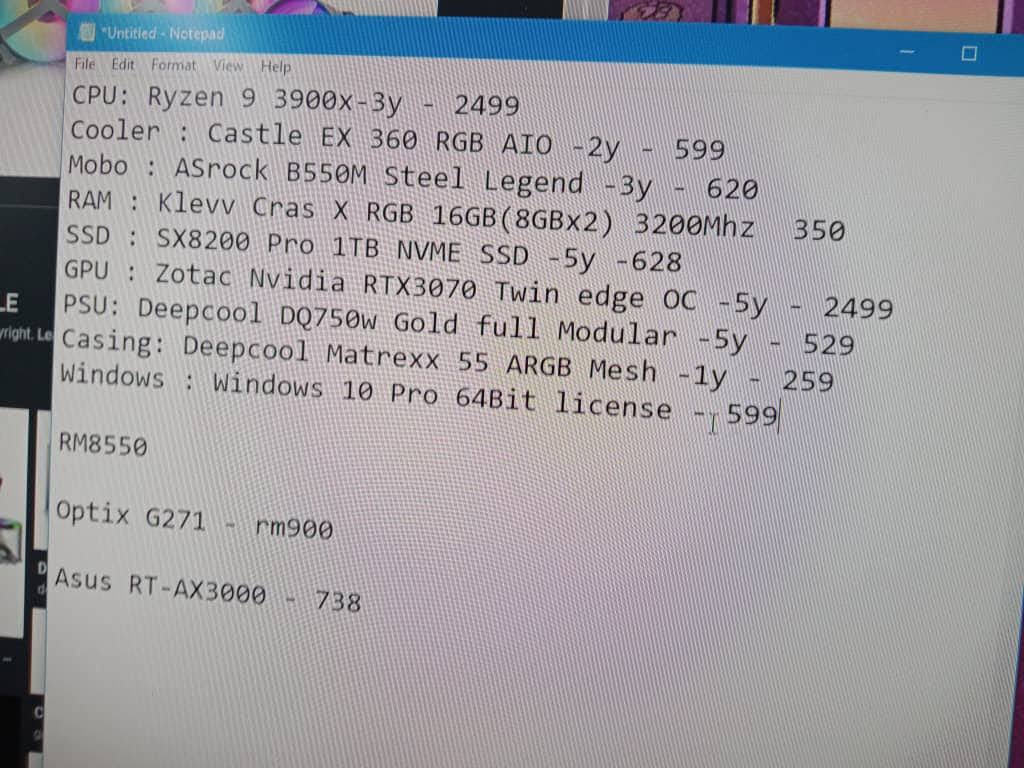 *Untitled - Notepad
File Edit Format View Help
CPU: Ryzen 9 3900x-3y - 2499
Cooler : Castle EX 360 RGB AIO -2y - 599
Mobo : ASrock B550M Steel Legend -3y - 620
RAM : Klevv Cras X RGB 16GB(8GBx2) 3200Mhz 350
SSD : SX8200 Pro 1TB NVME SSD -5y -628
GPU : Zotac Nvidia RTX3070 Twin edge OC -5y - 2499
PSU: Deepcool DQ750w Gold full Modular -5y - 529
Casing: Deepcool Matrexx 55 ARGB Mesh -1y - 259
Windows : Windows 10 Pro 64Bit license - 599
RM8550
Optix G271 - rm900
Asus RT-AX3000 - 738